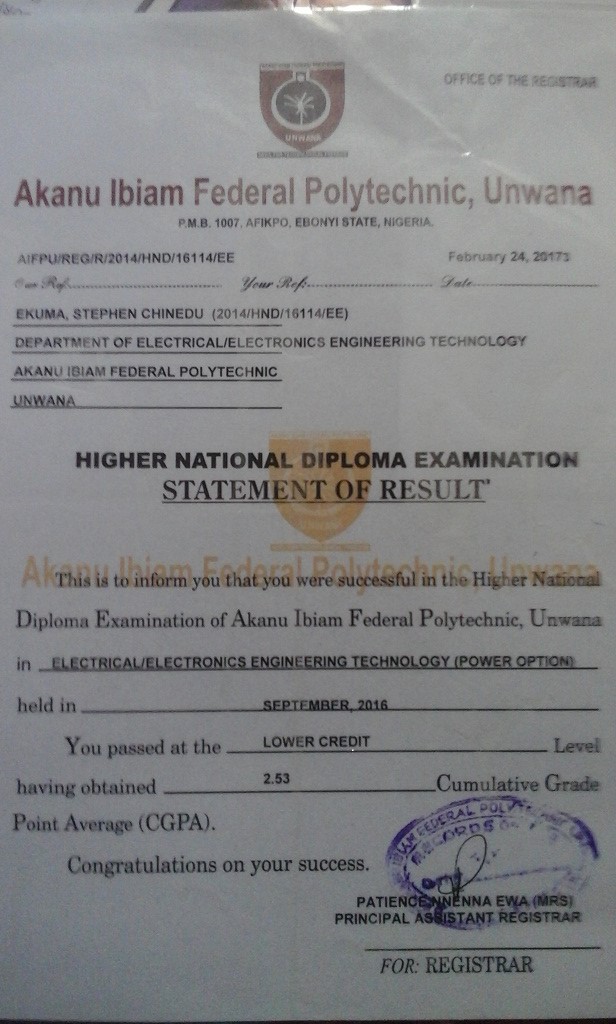 OFFICE OF THE REGISTRAR
UNWANA
Akanu Ibiam Federal Polytechnic, Unwana
P.M.B. 1007, AFIKPO, EBONYI STATE, NIGERIA.
AIFPU/REG/R/2014/HND/16114/EE February 24, 2017
Our Ref: Your Ref: Date
EKUMA, STEPHEN CHINEDU (2014/HND/16114/EE)
DEPARTMENT OF ELECTRICAL/ELECTRONICS ENGINEERING TECHNOLOGY
AKANU IBIAM FEDERAL POLYTECHNIC
UNWANA
HIGHER NATIONAL DIPLOMA EXAMINATION
STATEMENT OF RESULT'
UNWANA
Akanu Ibiam Federal Polytechnic, Unwana
This is to inform you that you were successful in the Higher National
Diploma Examination of Akanu Ibiam Federal Polytechnic, Unwana
in ELECTRICAL/ELECTRONICS ENGINEERING TECHNOLOGY (POWER OPTION)
held in SEPTEMBER, 2016
You passed at the LOWER CREDIT Level
having obtained 2.53 Cumulative Grade
Point Average (CGPA).
Congratulations on your success.
IBIAM FEDERAL
RECORDS
PATIENCE NNENNA EWA (MRS)
PRINCIPAL ASSISTANT REGISTRAR
FOR: REGISTRAR